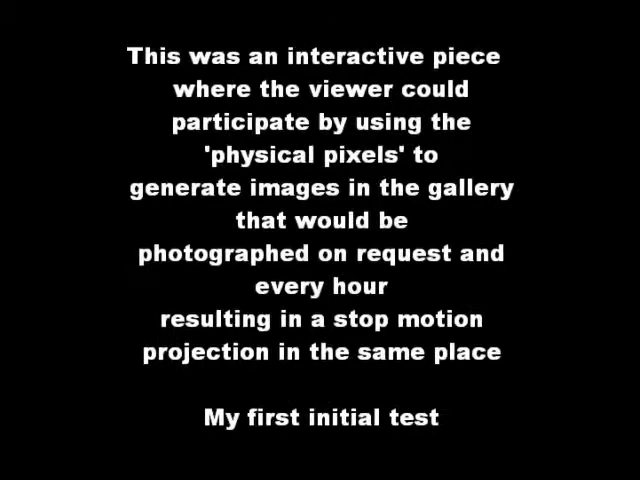 This was an interactive piece
where the viewer could
participate by using the
'physical pixels' to
generate images in the gallery
that would be
photographed on request and
every hour
resulting in a stop motion
projection in the same place
My first initial test